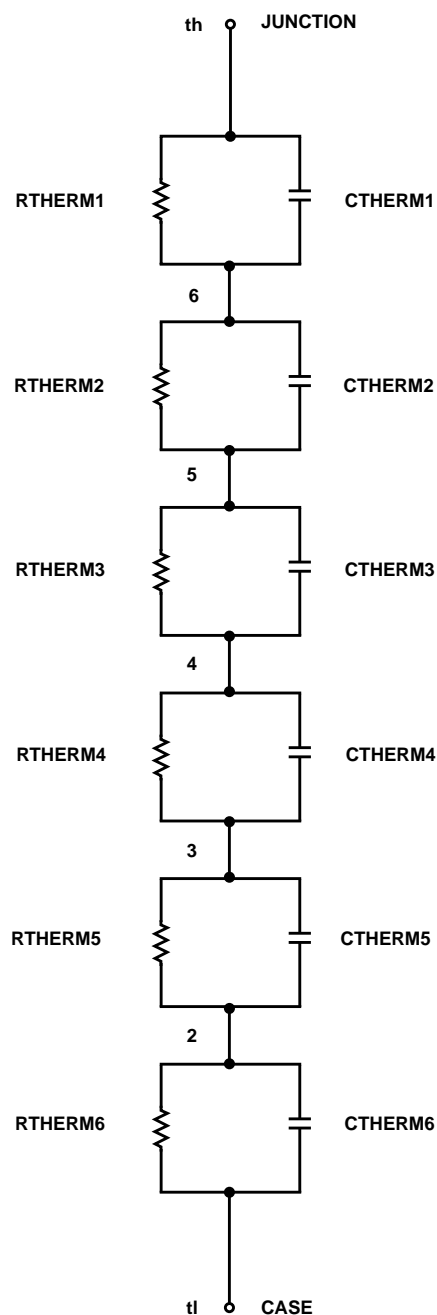 th JUNCTION
RTHERM1 CTHERM1
6
RTHERM2 CTHERM2
5
RTHERM3 CTHERM3
4
RTHERM4 CTHERM4
3
RTHERM5 CTHERM5
2
RTHERM6 CTHERM6
tl CASE